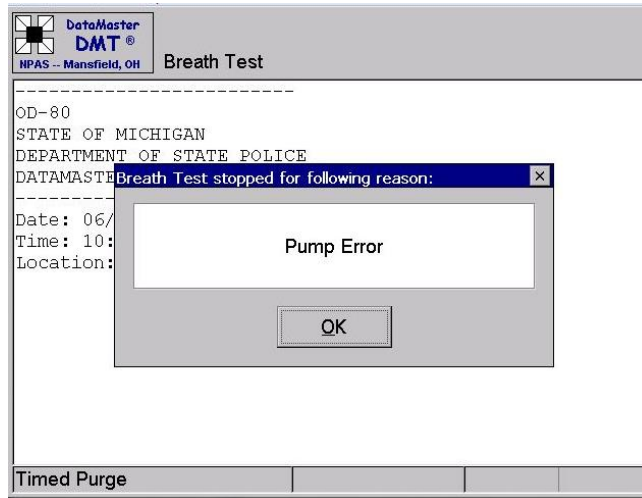 DataMaster
DMT ®
NPAS -- Mansfield, OH
Breath Test
-------------------------
OD-80
STATE OF MICHIGAN
DEPARTMENT OF STATE POLICE
DATAMASTE
Breath Test stopped for following reason:
Date: 06/
Time: 10:
Location:
Pump Error
OK
Timed Purge